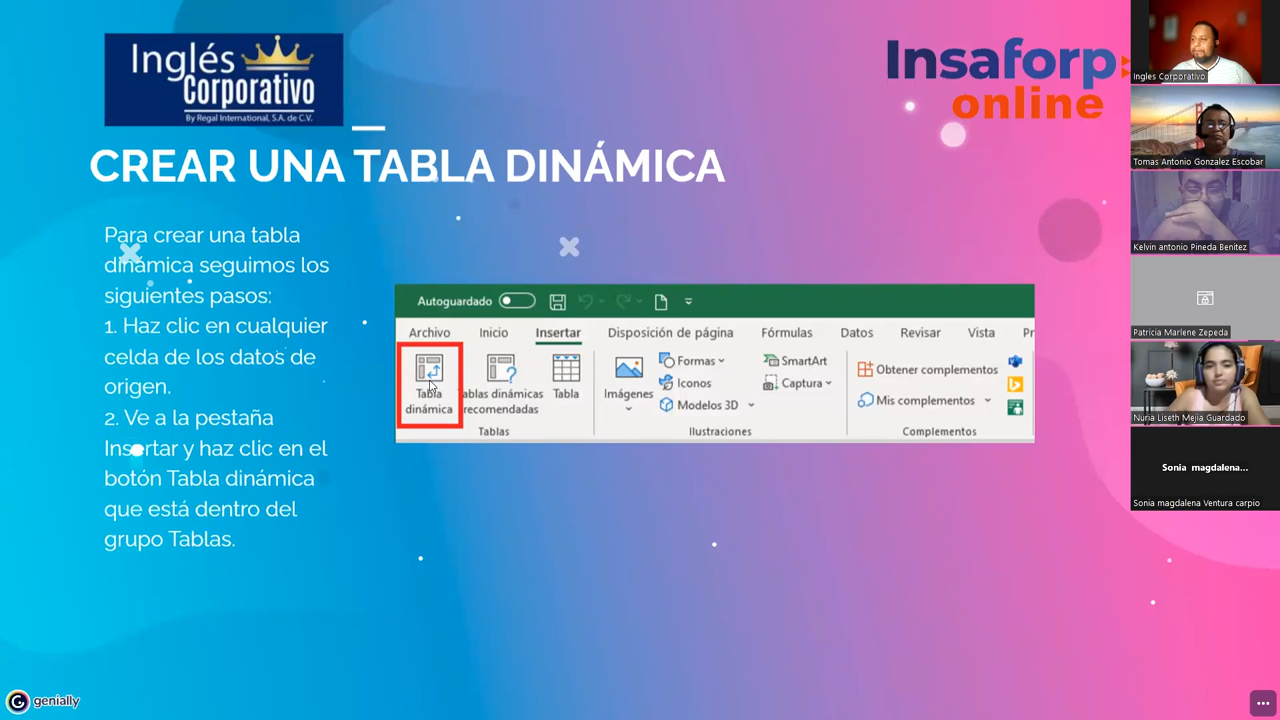 Inglés
Corporativo
By Regal International, S.A. de C.V.
Insaforp
online
CREAR UNA TABLA DINÁMICA
Para crear una tabla
dinámica seguimos los
siguientes pasos:
1. Haz clic en cualquier
celda de los datos de
origen.
2. Ve a la pestaña
Insertar y haz clic en el
botón Tabla dinámica
que está dentro del
grupo Tablas.
Autoguardado
Archivo Inicio Insertar Disposición de página Fórmulas Datos Revisar Vista Pr
Tabla dinámica
ablas dinámicas recomendadas
Tabla
Tablas
Imágenes
Formas
Iconos
Modelos 3D
SmartArt
Captura
Ilustraciones
Obtener complementos
Mis complementos
Complementos
Ingles Corporativo
Tomas Antonio Gonzalez Escobar
Kelvin antonio Pineda Benitez
Patricia Marlene Zepeda
Nuria Liseth Mejia Guardado
Sonia magdalena...
Sonia magdalena Ventura carpio
genially